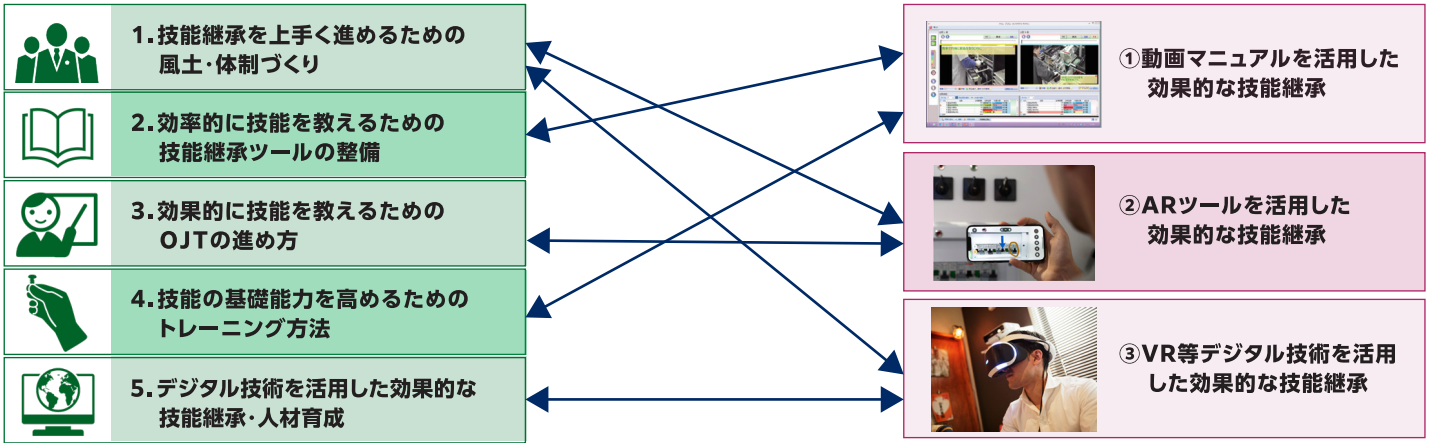 1.技能継承を上手く進めるための
風土・体制づくり
2.効率的に技能を教えるための
技能継承ツールの整備
3.効果的に技能を教えるための
OJTの進め方
4.技能の基礎能力を高めるための
トレーニング方法
5.デジタル技術を活用した効果的な
技能継承・人材育成
①動画マニュアルを活用した
効果的な技能継承
②ARツールを活用した
効果的な技能継承
③VR等デジタル技術を活用
した効果的な技能継承